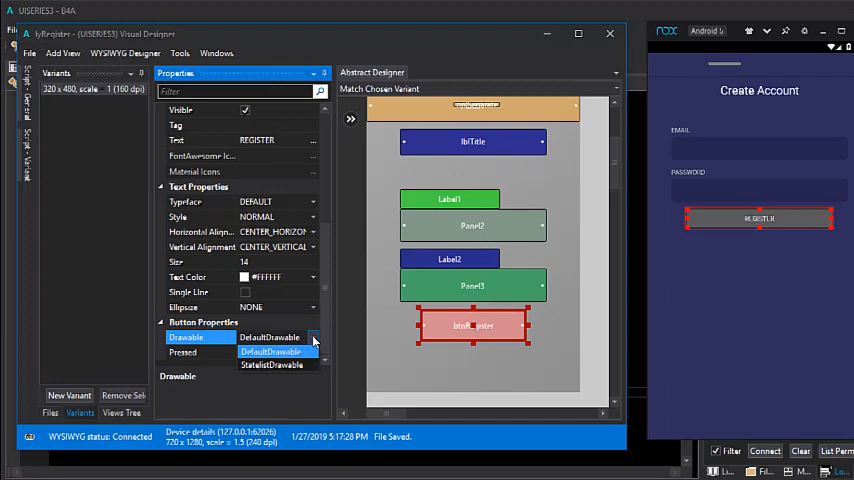 UISERIES3 - B4A
lyRegister - (UISERIES3) Visual Designer
File Add View WYSIWYG Designer Tools Windows
Script - General
Script - Variant
Variants
320 x 480, scale = 1 (160 dpi)
New Variant Remove Sele
Files Variants Views Tree
Properties
Filter
Visible
Tag
Text REGISTER ...
FontAwesome Ic... ...
Material Icons ...
Text Properties
Typeface DEFAULT
Style NORMAL
Horizontal Align... CENTER_HORIZON
Vertical Alignment CENTER_VERTICAL
Size 14
Text Color #FFFFFF
Single Line
Ellipsize NONE
Button Properties
Drawable DefaultDrawable
Pressed DefaultDrawable
StatelistDrawable
Drawable
Abstract Designer
Match Chosen Variant
lblTitle
Label1
Panel2
Label2
Panel3
btnRegister
WYSIWYG status: Connected
Device details (127.0.0.1:62026)
720 x 1280, scale = 1.5 (240 dpi)
1/27/2019 5:17:28 PM File Saved.
nox Android 5
Create Account
EMAIL
PASSWORD
REGISTER
Filter Connect Clear List Perm
Li... Fil... M... Lo...